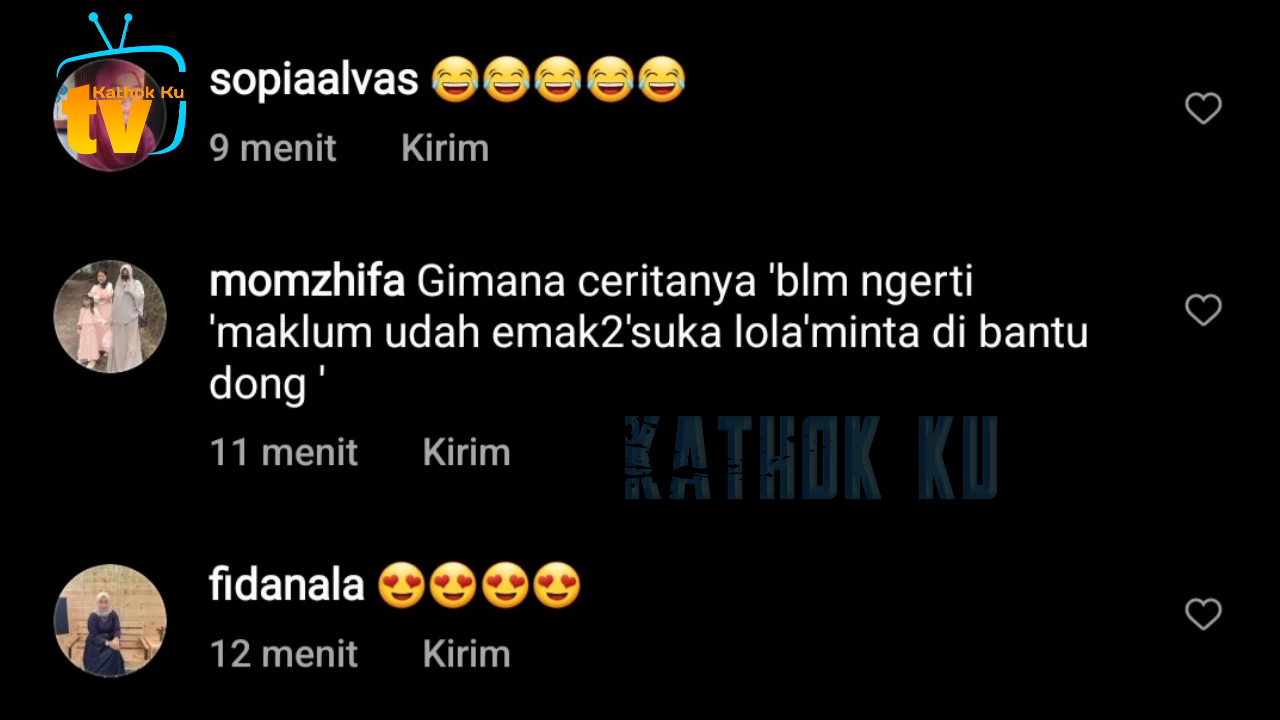 Kathok Ku
tv
sopiaalvas 😂😂😂😂😂
9 menit Kirim
momzhifa Gimana ceritanya 'blm ngerti
'maklum udah emak2'suka lola'minta di bantu
dong '
11 menit Kirim
KATHOK KU
fidanala 😍😍😍😍
12 menit Kirim